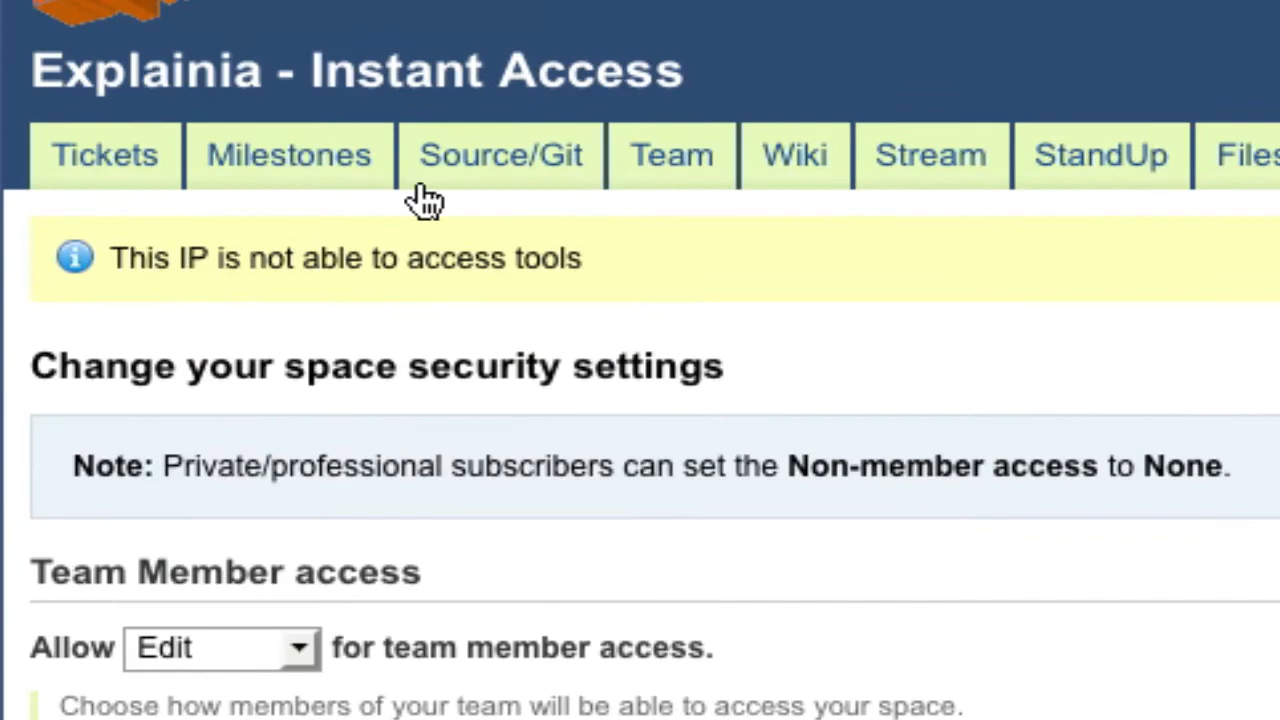 Explainia - Instant Access
Tickets Milestones Source/Git Team Wiki Stream StandUp Files
This IP is not able to access tools
Change your space security settings
Note: Private/professional subscribers can set the Non-member access to None.
Team Member access
Allow Edit for team member access.
Choose how members of your team will be able to access your space.